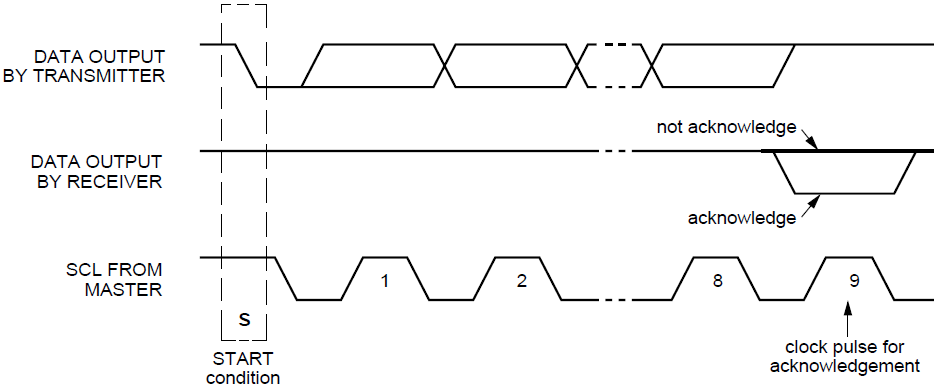 DATA OUTPUT
BY TRANSMITTER
not acknowledge
DATA OUTPUT
BY RECEIVER
acknowledge
SCL FROM
MASTER
1
2
8
9
S
START
condition
clock pulse for
acknowledgement